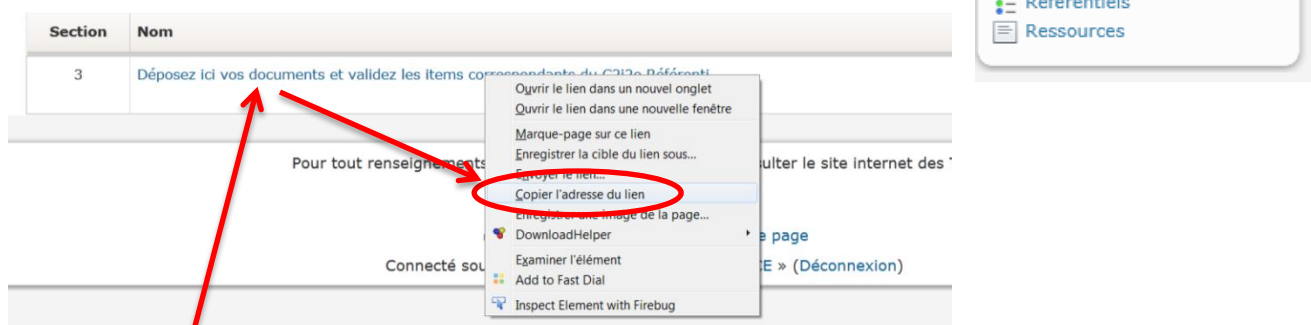 Référentiels
Ressources
Section Nom
3 Déposez ici vos documents et validez les items correspondants du C2i2e Référenti...
Ouvrir le lien dans un nouvel onglet
Ouvrir le lien dans une nouvelle fenêtre
Marque-page sur ce lien
Enregistrer la cible du lien sous...
Envoyer le lien...
Copier l'adresse du lien
Enregistrer une image de la page...
DownloadHelper
Examiner l'élément
Add to Fast Dial
Inspect Element with Firebug
Pour tout renseignements ulter le site internet des
e page
Connecté sou E » (Déconnexion)